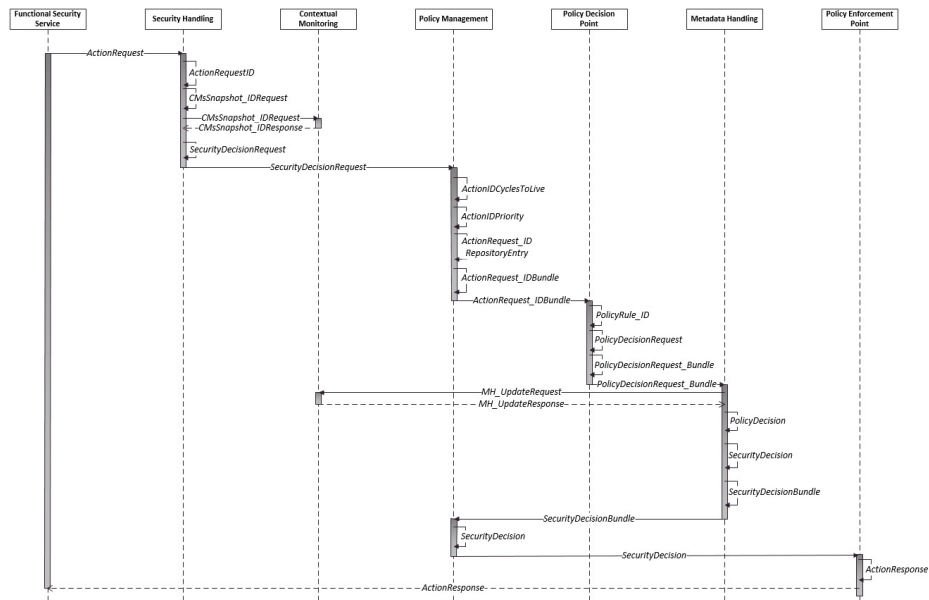 Functional Security
Service
Security Handling
Contextual
Monitoring
Policy Management
Policy Decision
Point
Metadata Handling
Policy Enforcement
Point
ActionRequest
ActionRequestID
CMsSnapshot_IDRequest
CMsSnapshot_IDRequest
CMsSnapshot_IDResponse
SecurityDecisionRequest
SecurityDecisionRequest
ActionIDCyclesToLive
ActionIDPriority
ActionRequest_ID
RepositoryEntry
ActionRequest_IDBundle
ActionRequest_IDBundle
PolicyRule_ID
PolicyDecisionRequest
PolicyDecisionRequest_Bundle
PolicyDecisionRequest_Bundle
MH_UpdateRequest
MH_UpdateResponse
PolicyDecision
SecurityDecision
SecurityDecisionBundle
SecurityDecisionBundle
SecurityDecision
SecurityDecision
ActionResponse
ActionResponse